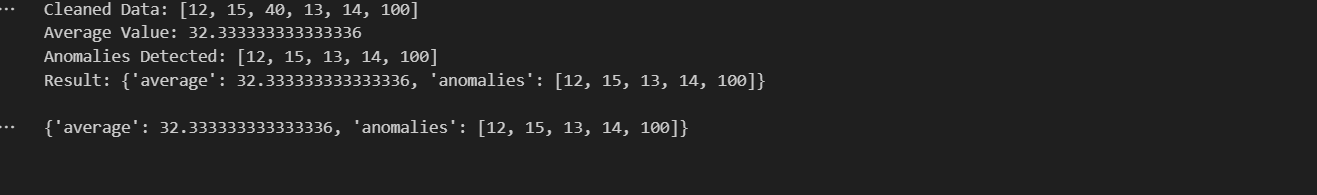 Cleaned Data: [12, 15, 40, 13, 14, 100]
Average Value: 32.333333333333336
Anomalies Detected: [12, 15, 13, 14, 100]
Result: {'average': 32.333333333333336, 'anomalies': [12, 15, 13, 14, 100]}
{'average': 32.333333333333336, 'anomalies': [12, 15, 13, 14, 100]}